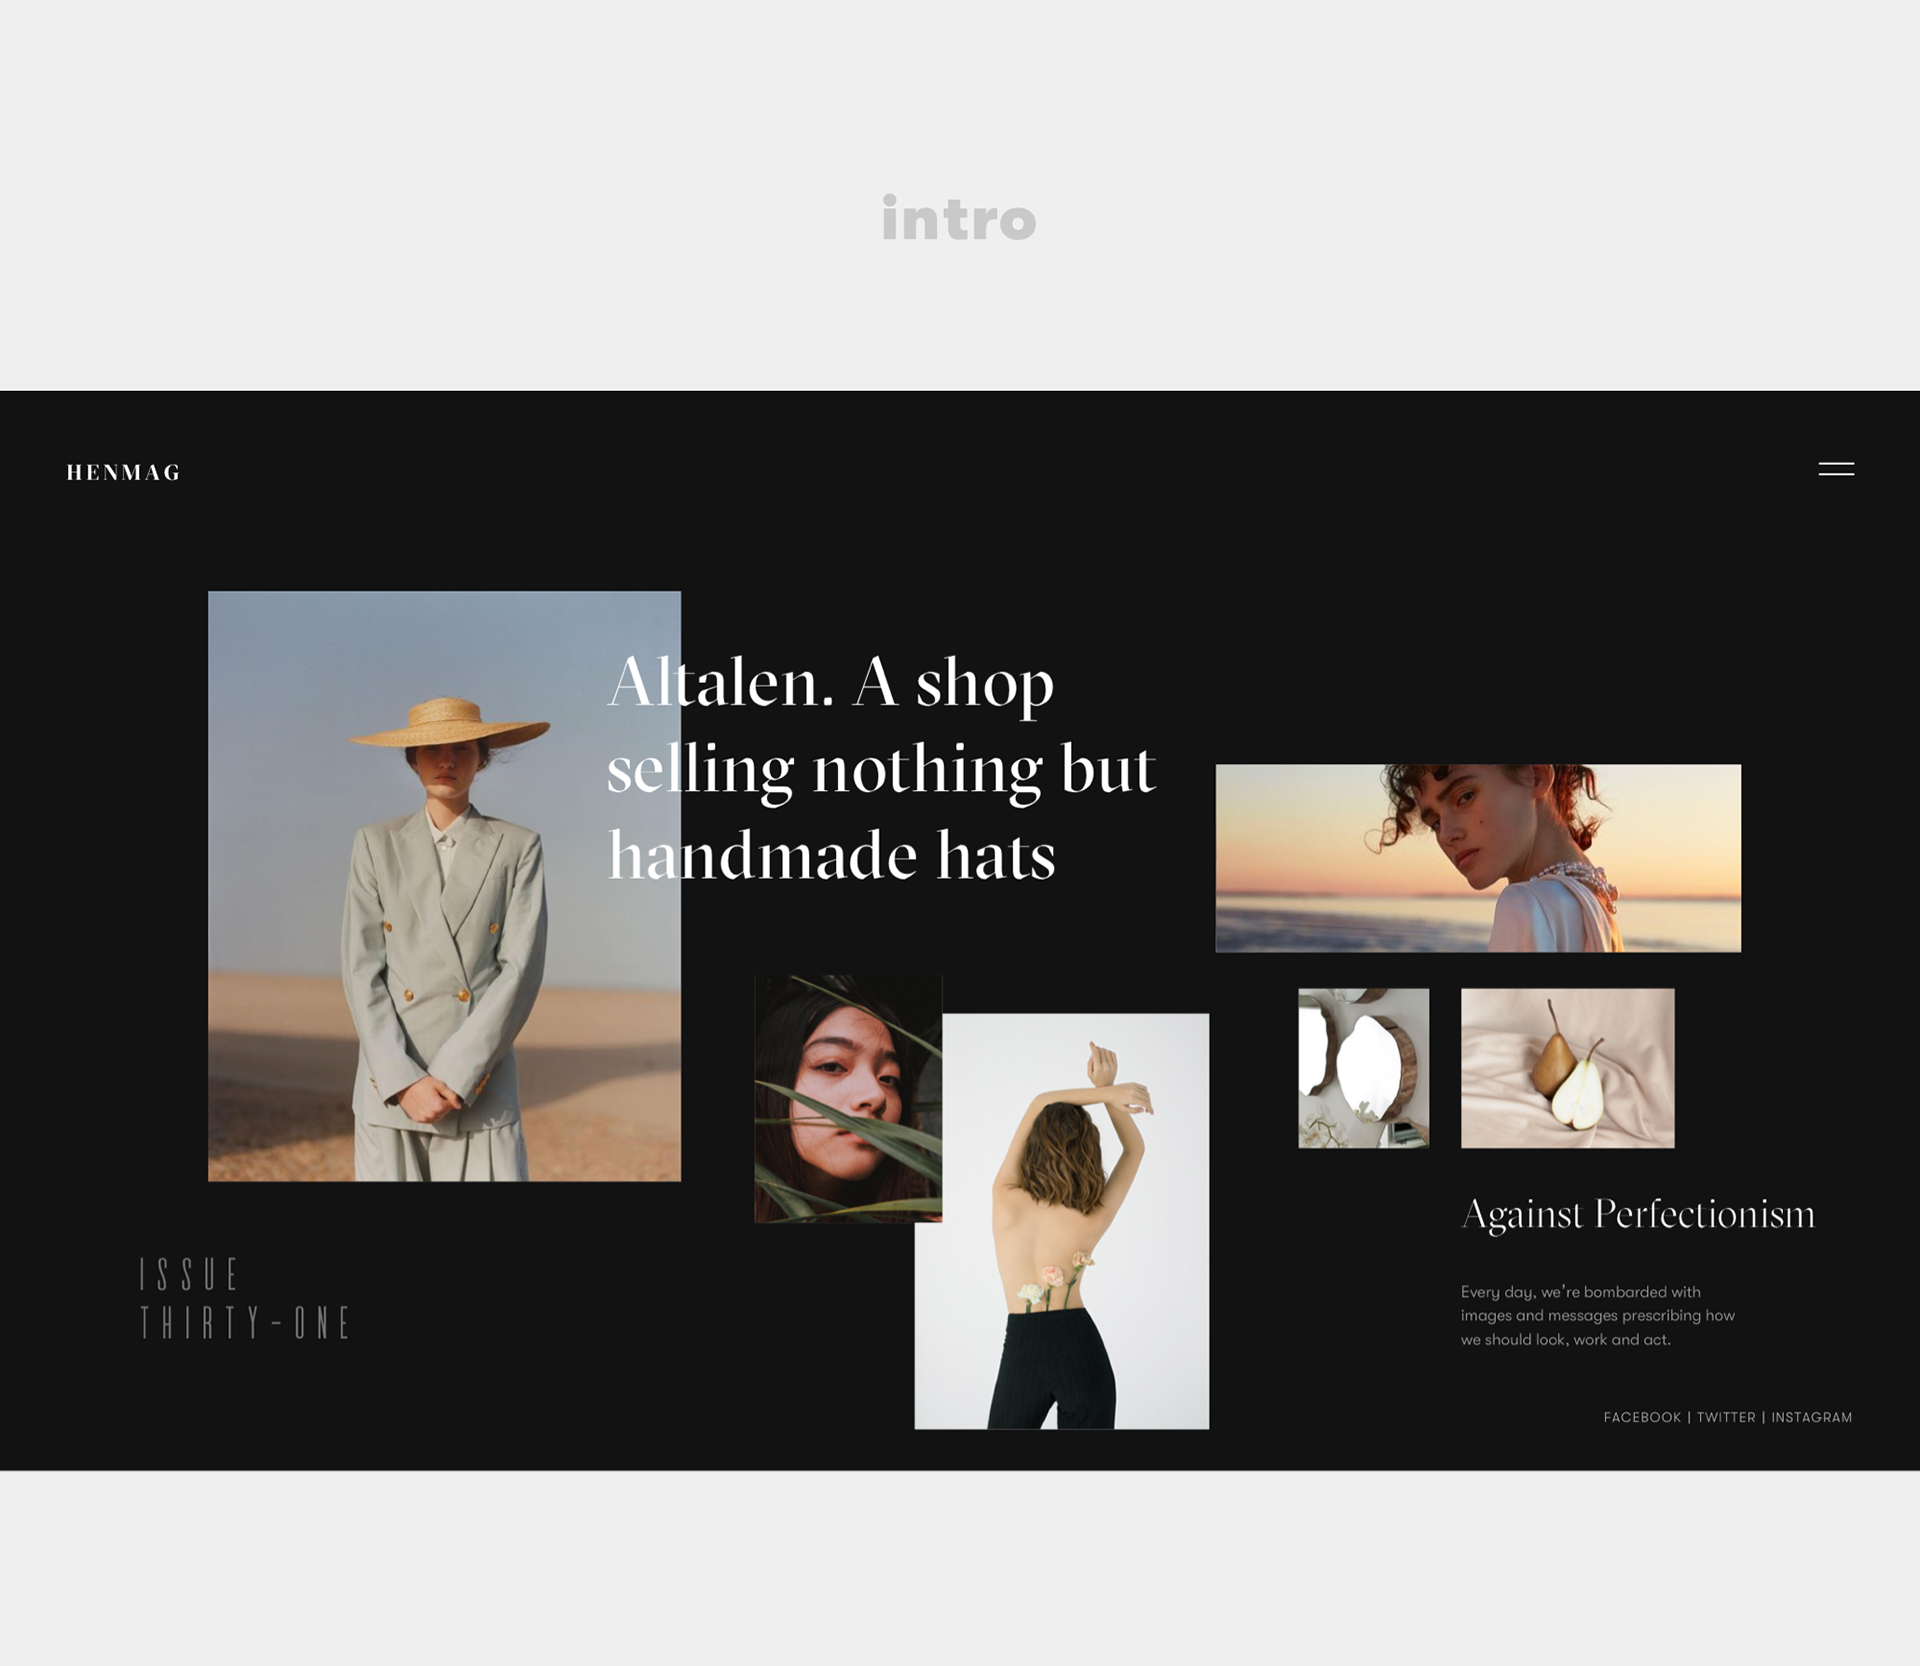 intro
HENMAG
Altalen. A shop
selling nothing but
handmade hats
ISSUE
THIRTY-ONE
Against Perfectionism
Every day, we're bombarded with
images and messages prescribing how
we should look, work and act.
FACEBOOK | TWITTER | INSTAGRAM